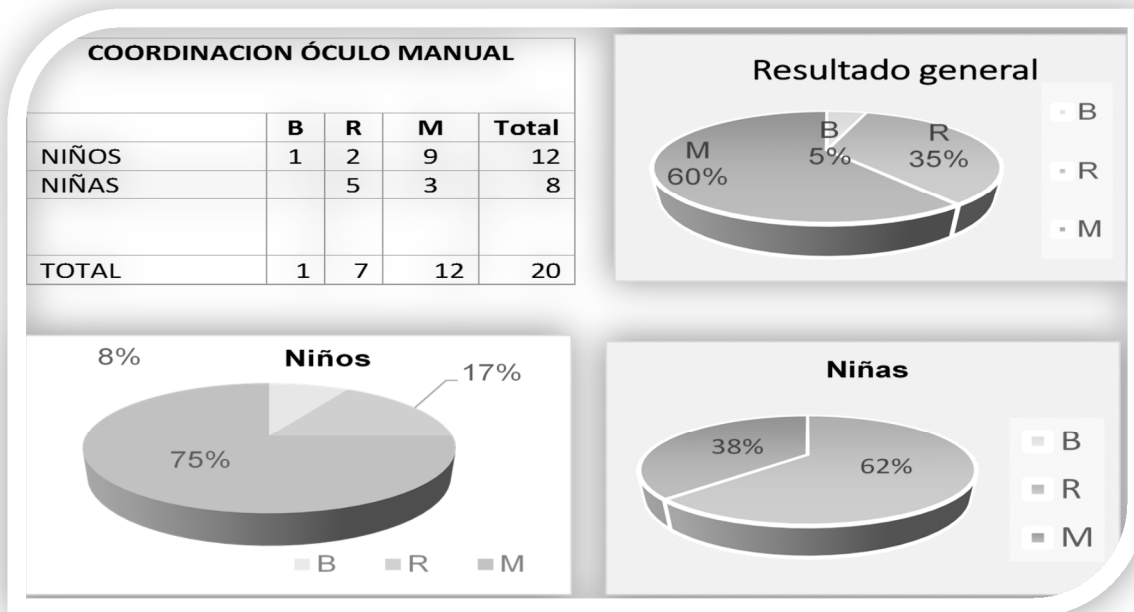 COORDINACION ÓCULO MANUAL
B R M Total
NIÑOS 1 2 9 12
NIÑAS 5 3 8
TOTAL 1 7 12 20
Resultado general
B
5%
R
35%
M
60%
B
R
M
Niños
8%
17%
75%
B R M
Niñas
38%
62%
B
R
M